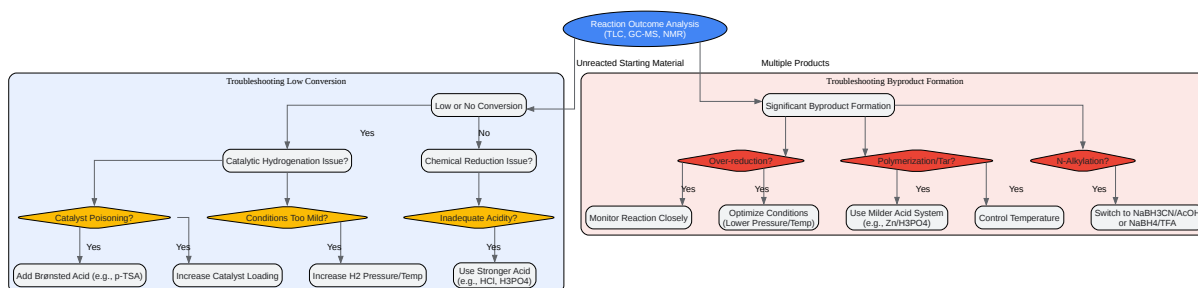 Reaction Outcome Analysis
(TLC, GC-MS, NMR)
Unreacted Starting Material
Multiple Products
Troubleshooting Low Conversion
Low or No Conversion
Yes
No
Catalytic Hydrogenation Issue?
Chemical Reduction Issue?
Catalyst Poisoning?
Conditions Too Mild?
Inadequate Acidity?
Yes
Yes
Yes
Add Brønsted Acid (e.g., p-TSA)
Increase Catalyst Loading
Increase H2 Pressure/Temp
Use Stronger Acid
(e.g., HCl, H3PO4)
Troubleshooting Byproduct Formation
Significant Byproduct Formation
Over-reduction?
Polymerization/Tar?
N-Alkylation?
Yes
Yes
Yes
Yes
Yes
Monitor Reaction Closely
Optimize Conditions
(Lower Pressure/Temp)
Use Milder Acid System
(e.g., Zn/H3PO4)
Control Temperature
Switch to NaBH3CN/AcOH
or NaBH4/TFA